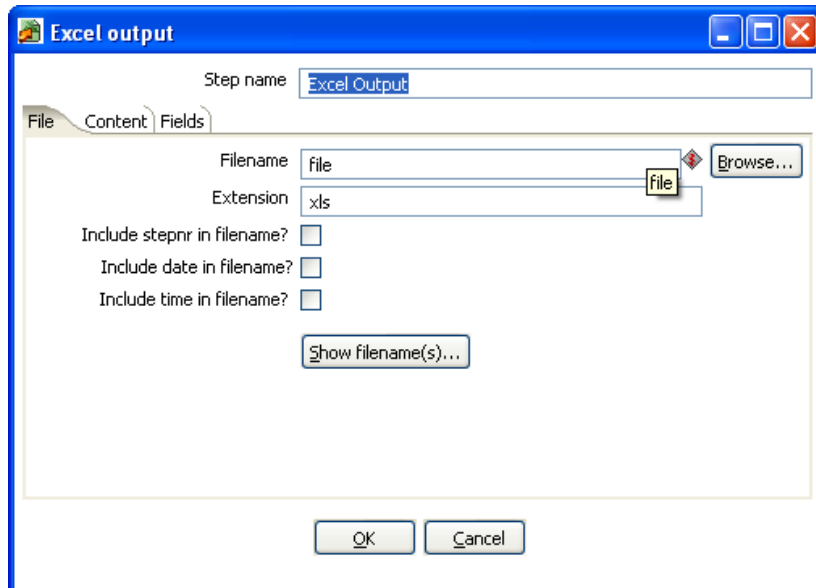 Excel output
Step name Excel Output
File Content Fields
Filename file Browse...
file
Extension xls
Include stepnr in filename?
Include date in filename?
Include time in filename?
Show filename(s)...
OK Cancel